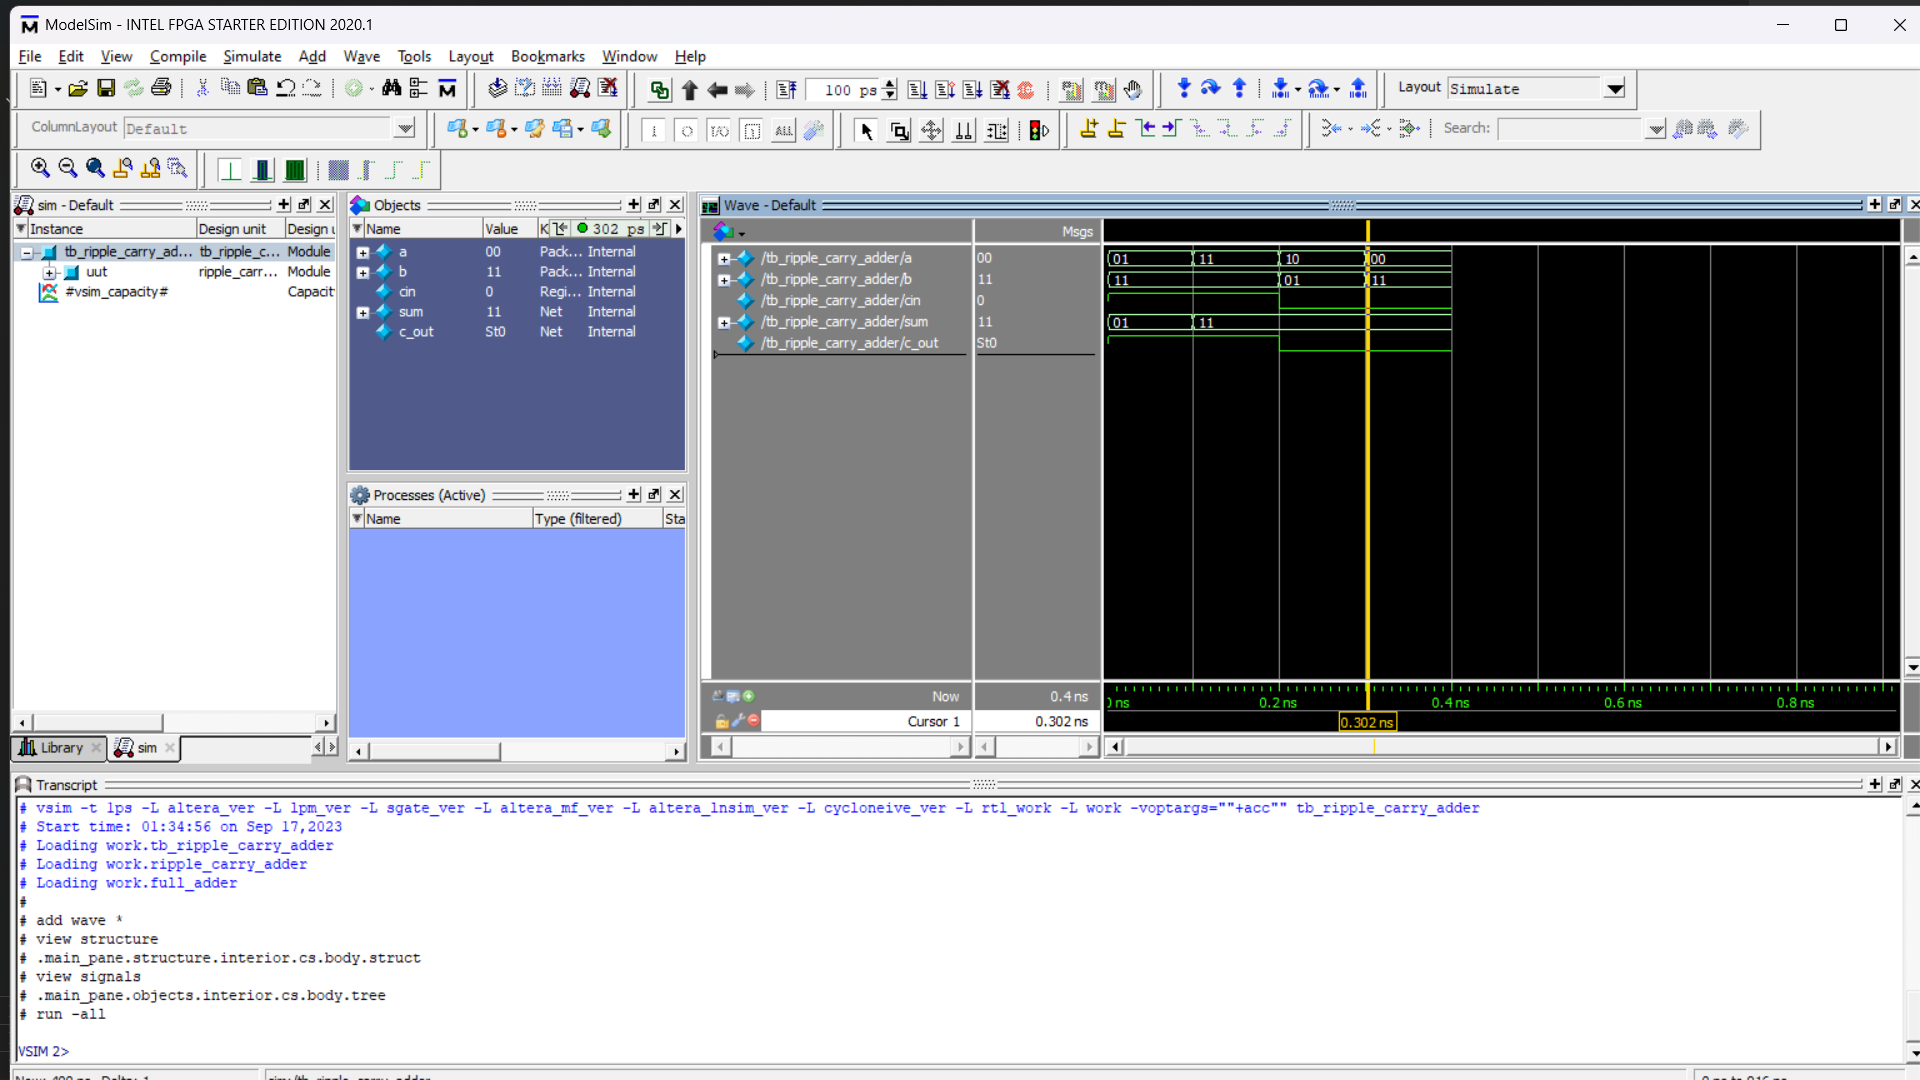 ModelSim - INTEL FPGA STARTER EDITION 2020.1
File Edit View Compile Simulate Add Wave Tools Layout Bookmarks Window Help
100 ps
Layout Simulate
ColumnLayout Default
I/O
ALL
Search:
sim - Default
Instance Design unit Design u
tb_ripple_carry_ad... tb_ripple_c... Module
uut ripple_carr... Module
#vsim_capacity# Capacit
Library sim
Objects
Name Value K 302 ps
a 00 Pack... Internal
b 11 Pack... Internal
cin 0 Regi... Internal
sum 11 Net Internal
c_out St0 Net Internal
Processes (Active)
Name Type (filtered) Sta
Wave - Default
Msgs
/tb_ripple_carry_adder/a 00 01 11 10 00
/tb_ripple_carry_adder/b 11 11 01 11
/tb_ripple_carry_adder/cin 0
/tb_ripple_carry_adder/sum 11 01 11
/tb_ripple_carry_adder/c_out St0
Now 0.4 ns ns 0.2 ns 0.4 ns 0.6 ns 0.8 ns
Cursor 1 0.302 ns 0.302 ns
Transcript
# vsim -t 1ps -L altera_ver -L lpm_ver -L sgate_ver -L altera_mf_ver -L altera_lnsim_ver -L cycloneive_ver -L rtl_work -L work -voptargs=""+acc"" tb_ripple_carry_adder
# Start time: 01:34:56 on Sep 17,2023
# Loading work.tb_ripple_carry_adder
# Loading work.ripple_carry_adder
# Loading work.full_adder
#
# add wave *
# view structure
# .main_pane.structure.interior.cs.body.struct
# view signals
# .main_pane.objects.interior.cs.body.tree
# run -all
VSIM 2>